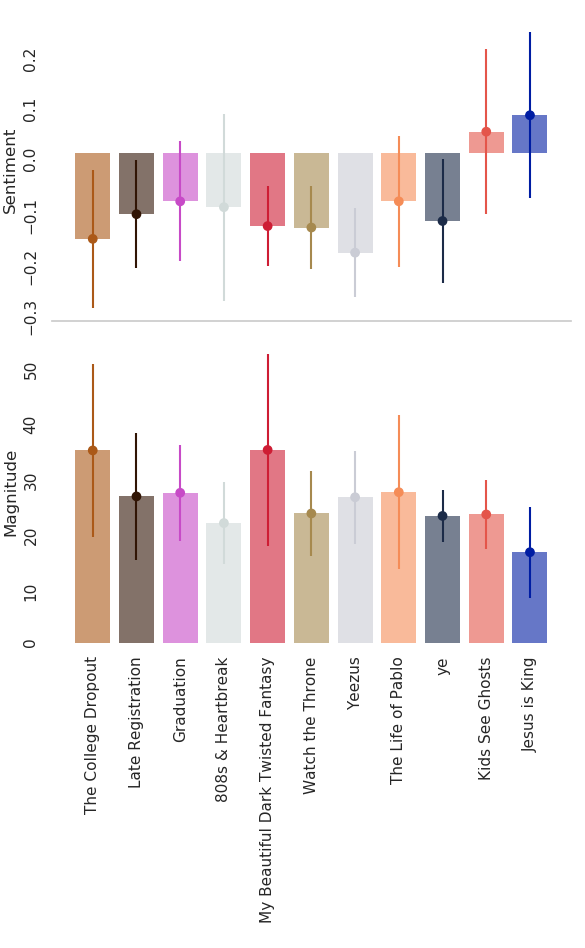 Sentiment
0.2
0.1
0.0
−0.1
−0.2
−0.3
Magnitude
50
40
30
20
10
0
The College Dropout
Late Registration
Graduation
808s & Heartbreak
My Beautiful Dark Twisted Fantasy
Watch the Throne
Yeezus
The Life of Pablo
ye
Kids See Ghosts
Jesus is King